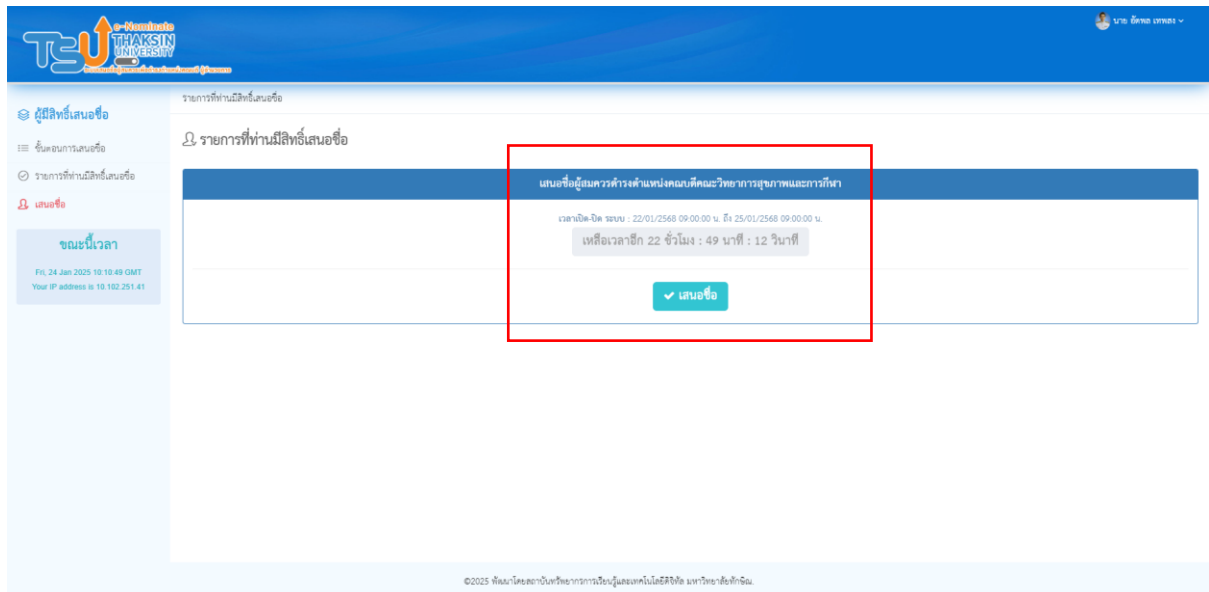 e-Nominate
TSU THAKSIN
UNIVERSITY
นาย
ผู้มีสิทธิ์เสนอชื่อ
ขั้นตอนการเสนอชื่อ
รายการที่ท่านมีสิทธิ์เสนอชื่อ
เสนอชื่อ
ขณะนี้เวลา
Fri, 24 Jan 2025 10:10:49 GMT
Your IP address is 10.102.251.41
รายการที่ท่านมีสิทธิ์เสนอชื่อ
รายการที่ท่านมีสิทธิ์เสนอชื่อ
เสนอชื่อผู้สมควรดำรงตำแหน่งคณบดีคณะวิทยาการสุขภาพและการกีฬา
เวลาเปิด-ปิด ระบบ : 22/01/2568 09:00:00 น. ถึง 25/01/2568 09:00:00 น.
เหลือเวลาอีก 22 ชั่วโมง : 49 นาที : 12 วินาที
เสนอชื่อ
©2025 พัฒนาโดยสถาบันทรัพยากรการเรียนรู้และเทคโนโลยีดิจิทัล มหาวิทยาลัยทักษิณ.